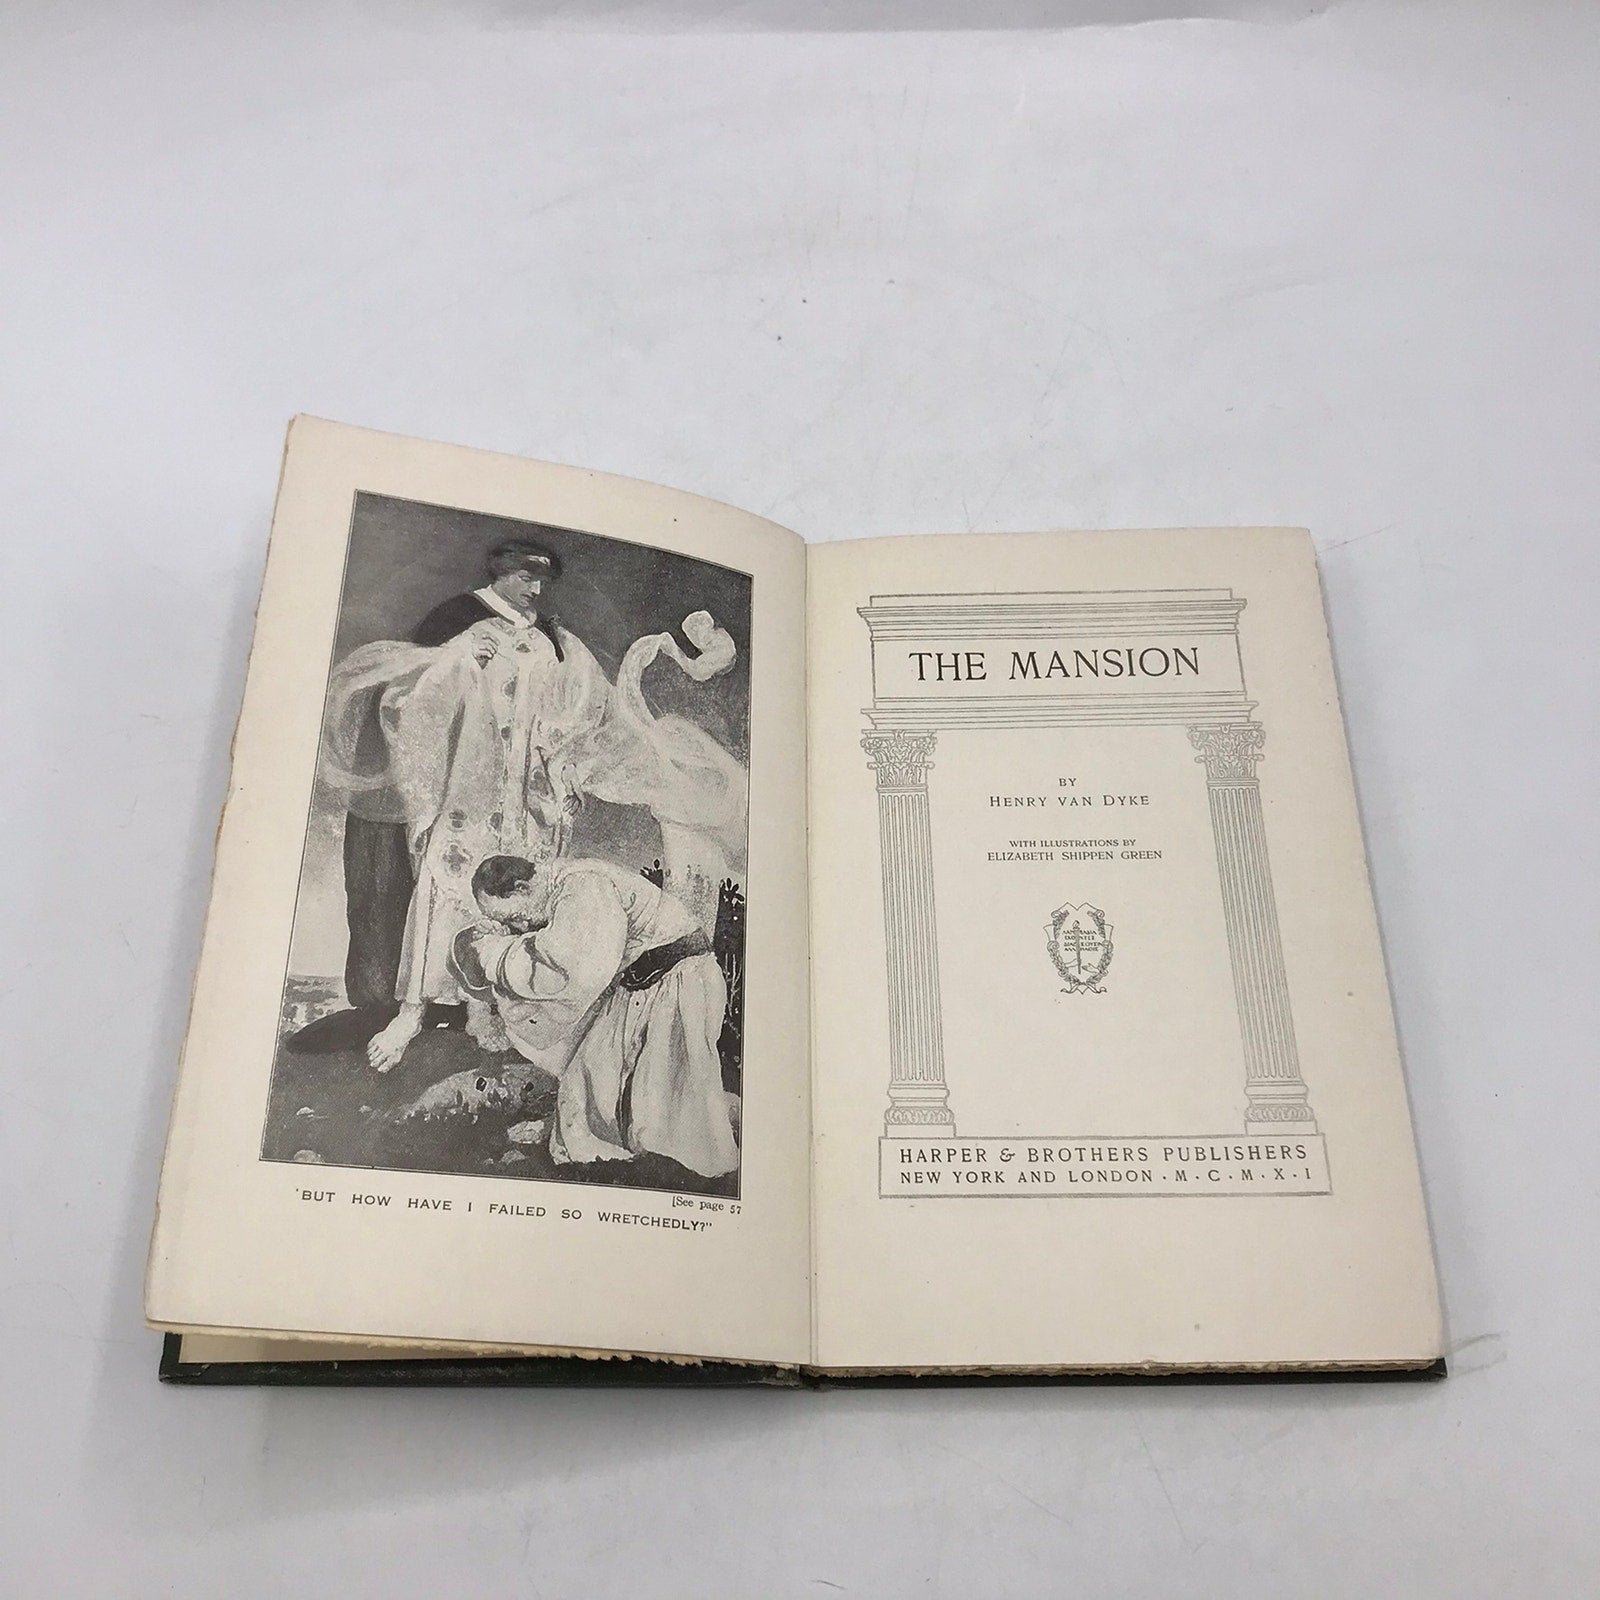 [See page 57
"BUT HOW HAVE I FAILED SO WRETCHEDLY?"
THE MANSION
BY
HENRY VAN DYKE
WITH ILLUSTRATIONS BY
ELIZABETH SHIPPEN GREEN
HARPER & BROTHERS PUBLISHERS
NEW YORK AND LONDON · M · C · M · X · I